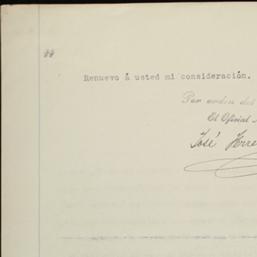 Renuevo á usted mi consideración.
Por orden del
El Oficial
José